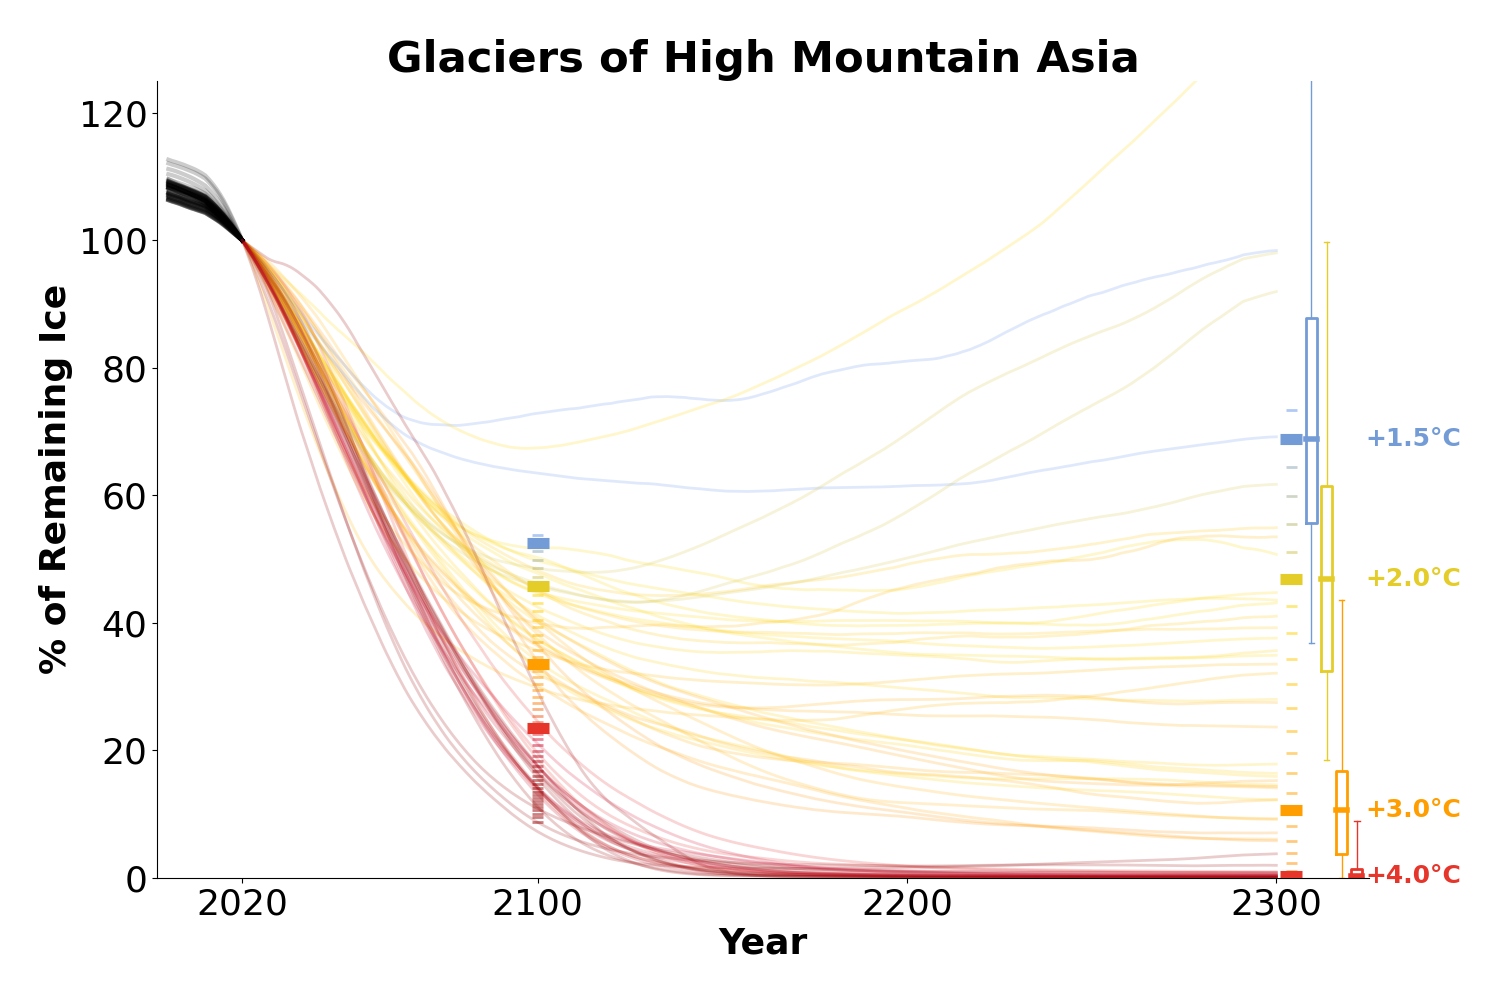 Glaciers of High Mountain Asia
% of Remaining Ice
120
100
80
60
40
20
0
2020
2100
2200
2300
Year
+1.5°C
+2.0°C
+3.0°C
+4.0°C